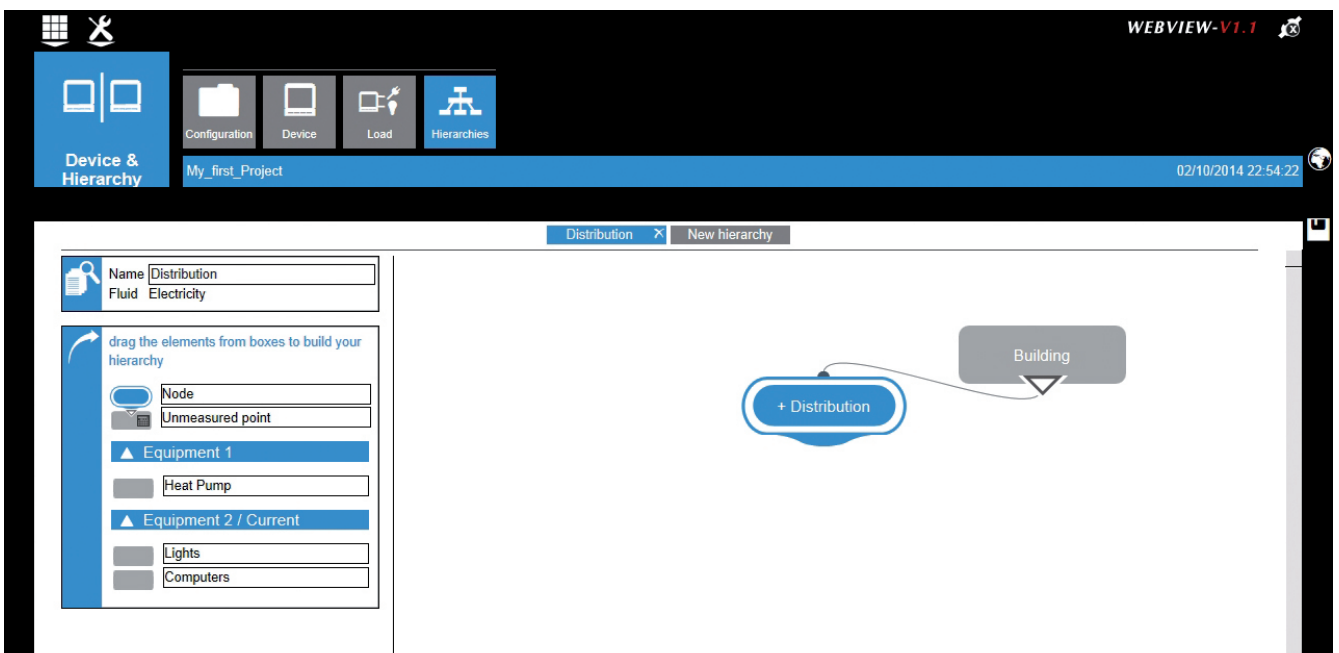 WEBVIEW-V1.1
Configuration
Device
Load
Hierarchies
Device &
Hierarchy
My_first_Project
02/10/2014 22:54:22
Distribution
New hierarchy
Name Distribution
Fluid Electricity
drag the elements from boxes to build your
hierarchy
Node
Unmeasured point
Equipment 1
Heat Pump
Equipment 2 / Current
Lights
Computers
Building
+ Distribution